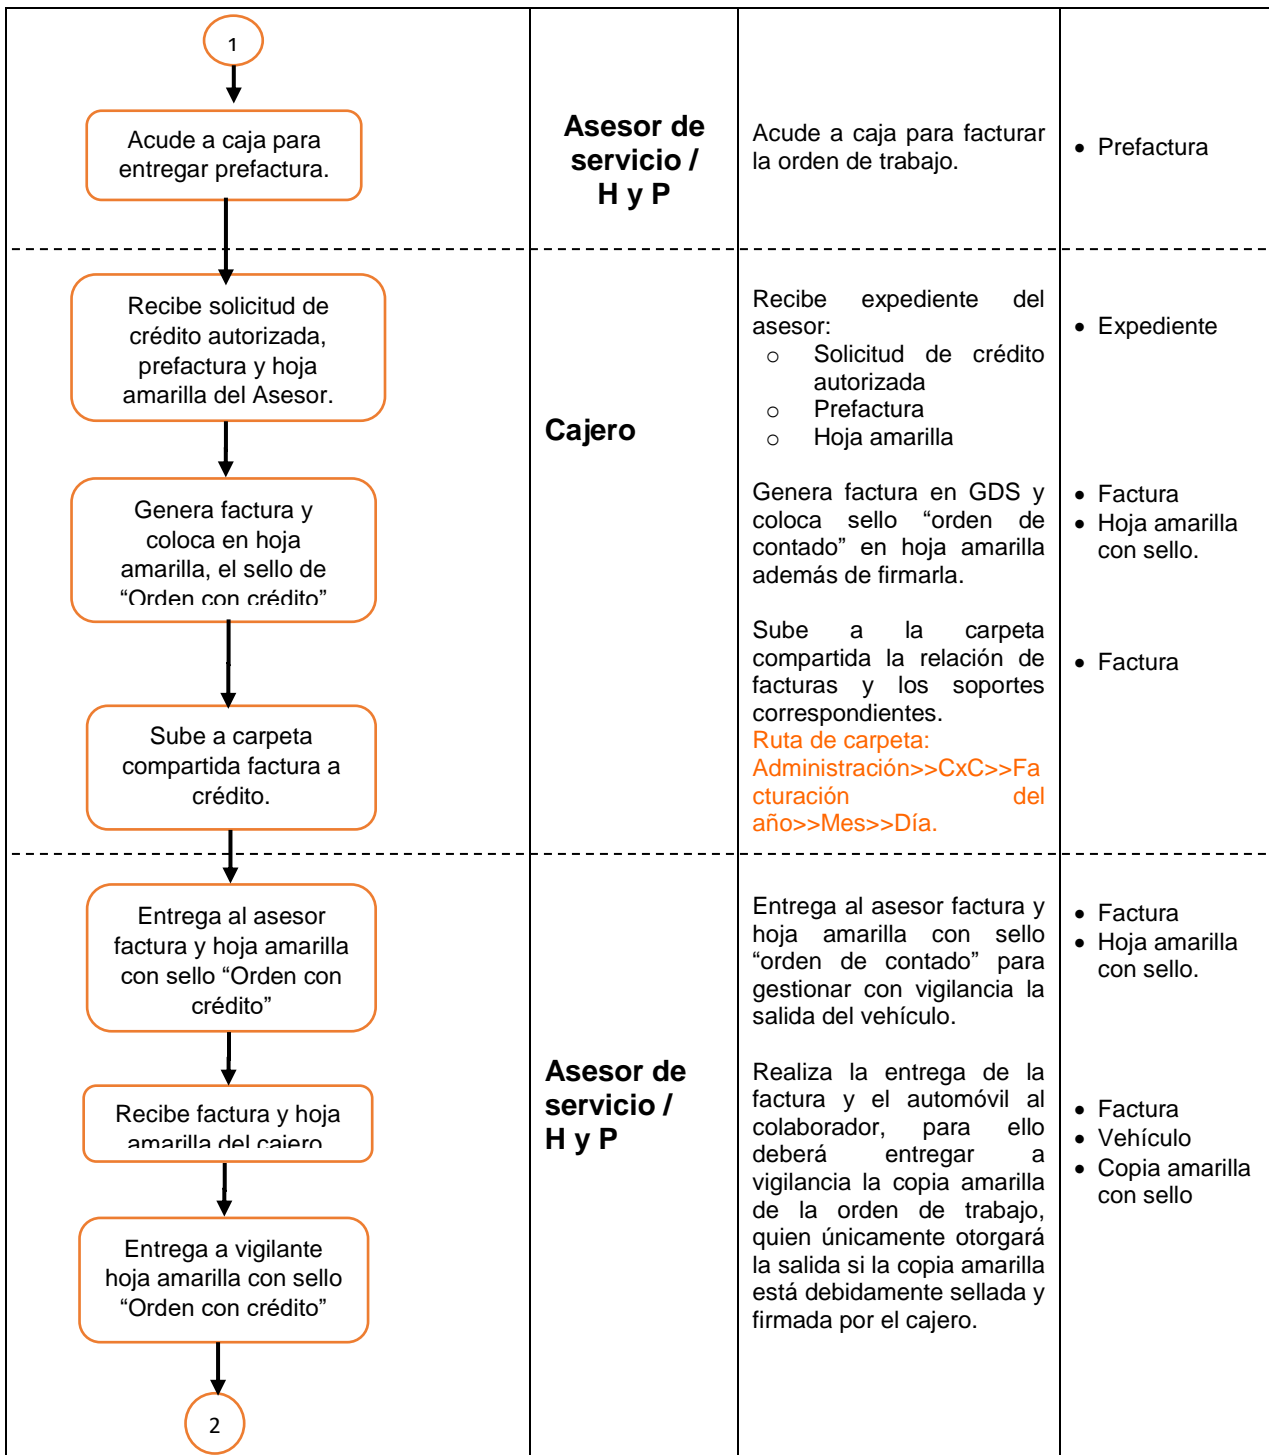 1
Acude a caja para
entregar prefactura.
Asesor de
servicio /
H y P
Acude a caja para facturar
la orden de trabajo.
• Prefactura
Recibe solicitud de
crédito autorizada,
prefactura y hoja
amarilla del Asesor.
Genera factura y
coloca en hoja
amarilla, el sello de
“Orden con crédito”
Sube a carpeta
compartida factura a
crédito.
Cajero
Recibe expediente del
asesor:
o Solicitud de crédito
autorizada
o Prefactura
o Hoja amarilla
Genera factura en GDS y
coloca sello “orden de
contado” en hoja amarilla
además de firmarla.
Sube a la carpeta
compartida la relación de
facturas y los soportes
correspondientes.
Ruta de carpeta:
Administración>>CxC>>Fa
cturación del
año>>Mes>>Día.
• Expediente
• Factura
• Hoja amarilla
con sello.
• Factura
Entrega al asesor
factura y hoja amarilla
con sello “Orden con
crédito”
Recibe factura y hoja
amarilla del cajero
Entrega a vigilante
hoja amarilla con sello
“Orden con crédito”
2
Asesor de
servicio /
H y P
Entrega al asesor factura y
hoja amarilla con sello
“orden de contado” para
gestionar con vigilancia la
salida del vehículo.
Realiza la entrega de la
factura y el automóvil al
colaborador, para ello
deberá entregar a
vigilancia la copia amarilla
de la orden de trabajo,
quien únicamente otorgará
la salida si la copia amarilla
está debidamente sellada y
firmada por el cajero.
• Factura
• Hoja amarilla
con sello.
• Factura
• Vehículo
• Copia amarilla
con sello